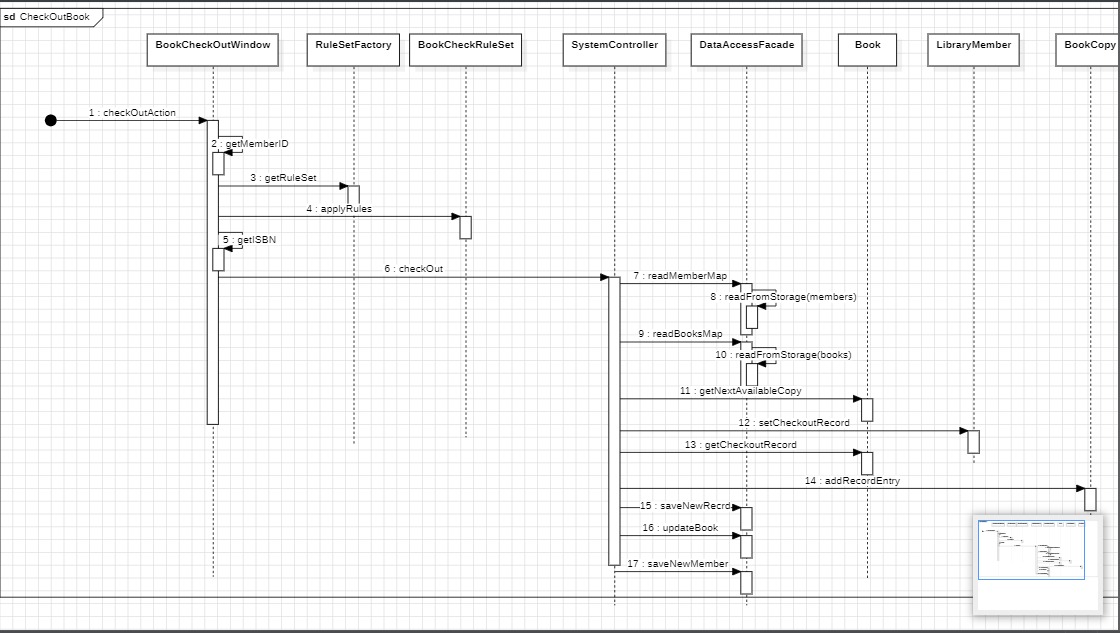 sd CheckOutBook
BookCheckOutWindow
RuleSetFactory
BookCheckRuleSet
SystemController
DataAccessFacade
Book
LibraryMember
BookCopy
1 : checkOutAction
2 : getMemberID
3 : getRuleSet
4 : applyRules
5 : getISBN
6 : checkOut
7 : readMemberMap
8 : readFromStorage(members)
9 : readBooksMap
10 : readFromStorage(books)
11 : getNextAvailableCopy
12 : setCheckoutRecord
13 : getCheckoutRecord
14 : addRecordEntry
15 : saveNewRecrd
16 : updateBook
17 : saveNewMember